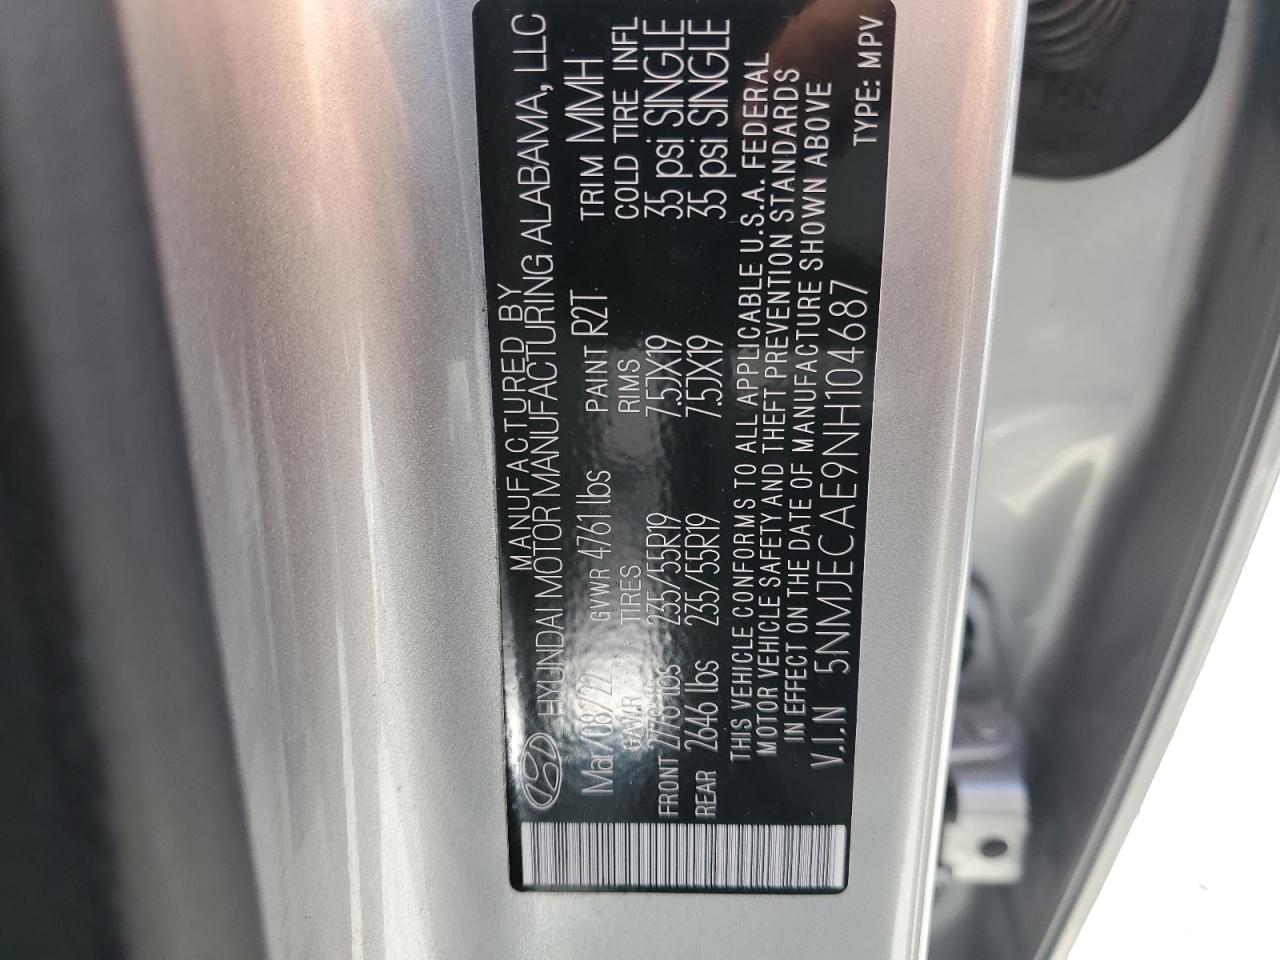 MANUFACTURED BY
HYUNDAI MOTOR MANUFACTURING ALABAMA, LLC
Mar/08/22 GVWR 4761 lbs PAINT R2T TRIM MMH
GAWR TIRES RIMS COLD TIRE INFL
FRONT 2778 lbs 235/55R19 7.5JX19 35 psi SINGLE
REAR 2646 lbs 235/55R19 7.5JX19 35 psi SINGLE
THIS VEHICLE CONFORMS TO ALL APPLICABLE U.S.A. FEDERAL
MOTOR VEHICLE SAFETY AND THEFT PREVENTION STANDARDS
IN EFFECT ON THE DATE OF MANUFACTURE SHOWN ABOVE
V.I.N 5NMJECAE9NH104687 TYPE: MPV